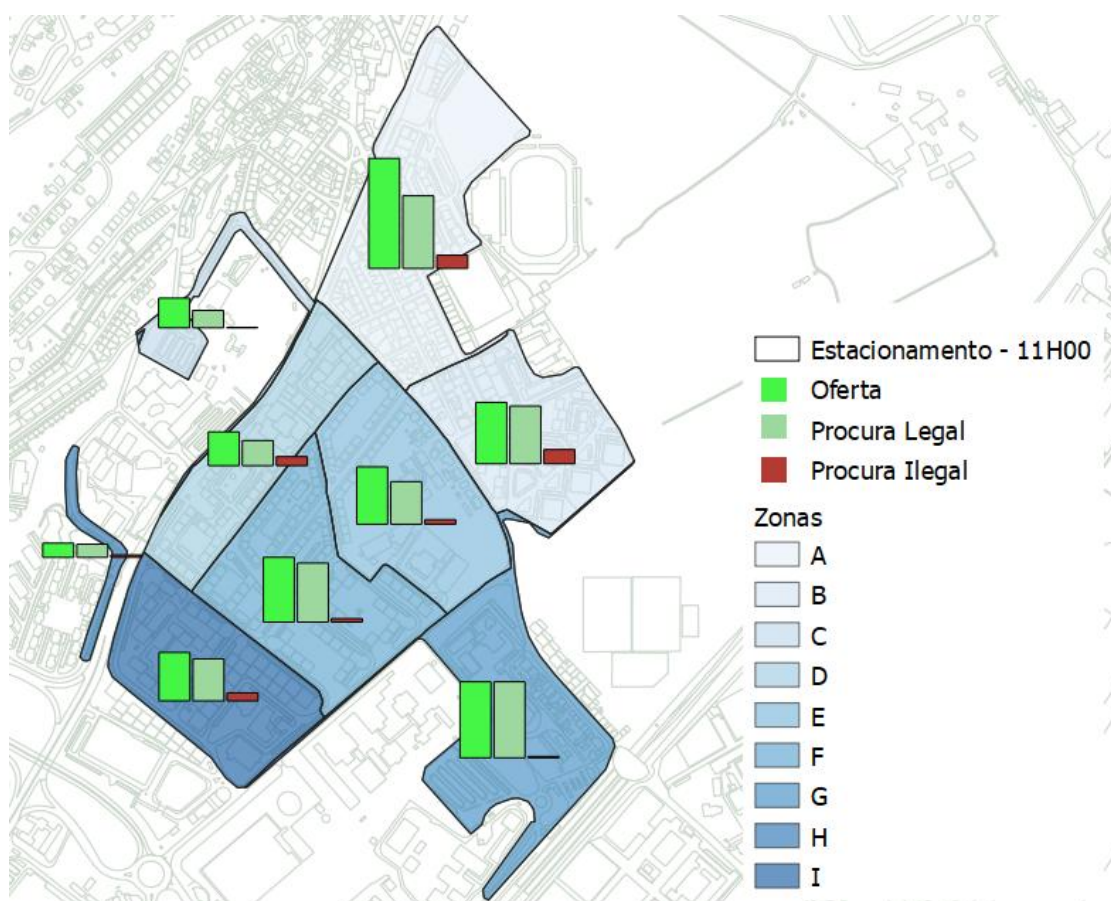 Estacionamento - 11H00
Oferta
Procura Legal
Procura Ilegal
Zonas
A
B
C
D
E
F
G
H
I